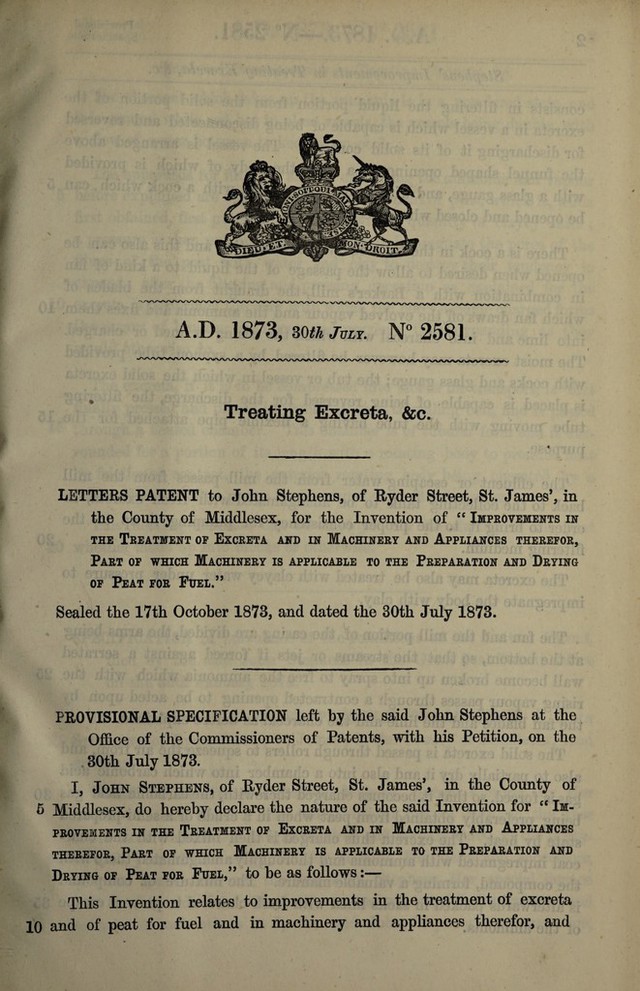 DIEU·ET· MON·DROIT.
A.D. 1873, 30th JULY. Nº 2581.
Treating Excreta, &c.
LETTERS PATENT to John Stephens, of Ryder Street, St. James’, in
the County of Middlesex, for the Invention of “ IMPROVEMENTS IN
THE TREATMENT OF EXCRETA AND IN MACHINERY AND APPLIANCES THEREFOR,
PART OF WHICH MACHINERY IS APPLICABLE TO THE PREPARATION AND DRYING
OF PEAT FOR FUEL.”
Sealed the 17th October 1873, and dated the 30th July 1873.
PROVISIONAL SPECIFICATION left by the said John Stephens at the
Office of the Commissioners of Patents, with his Petition, on the
30th July 1873.
I, JOHN STEPHENS, of Ryder Street, St. James’, in the County of
5 Middlesex, do hereby declare the nature of the said Invention for “ IM-
PROVEMENTS IN THE TREATMENT OF EXCRETA AND IN MACHINERY AND APPLIANCES
THEREFOR, PART OF WHICH MACHINERY IS APPLICABLE TO THE PREPARATION AND
DRYING OF PEAT FOR FUEL,” to be as follows :—
This Invention relates to improvements in the treatment of excreta
10 and of peat for fuel and in machinery and appliances therefor, and